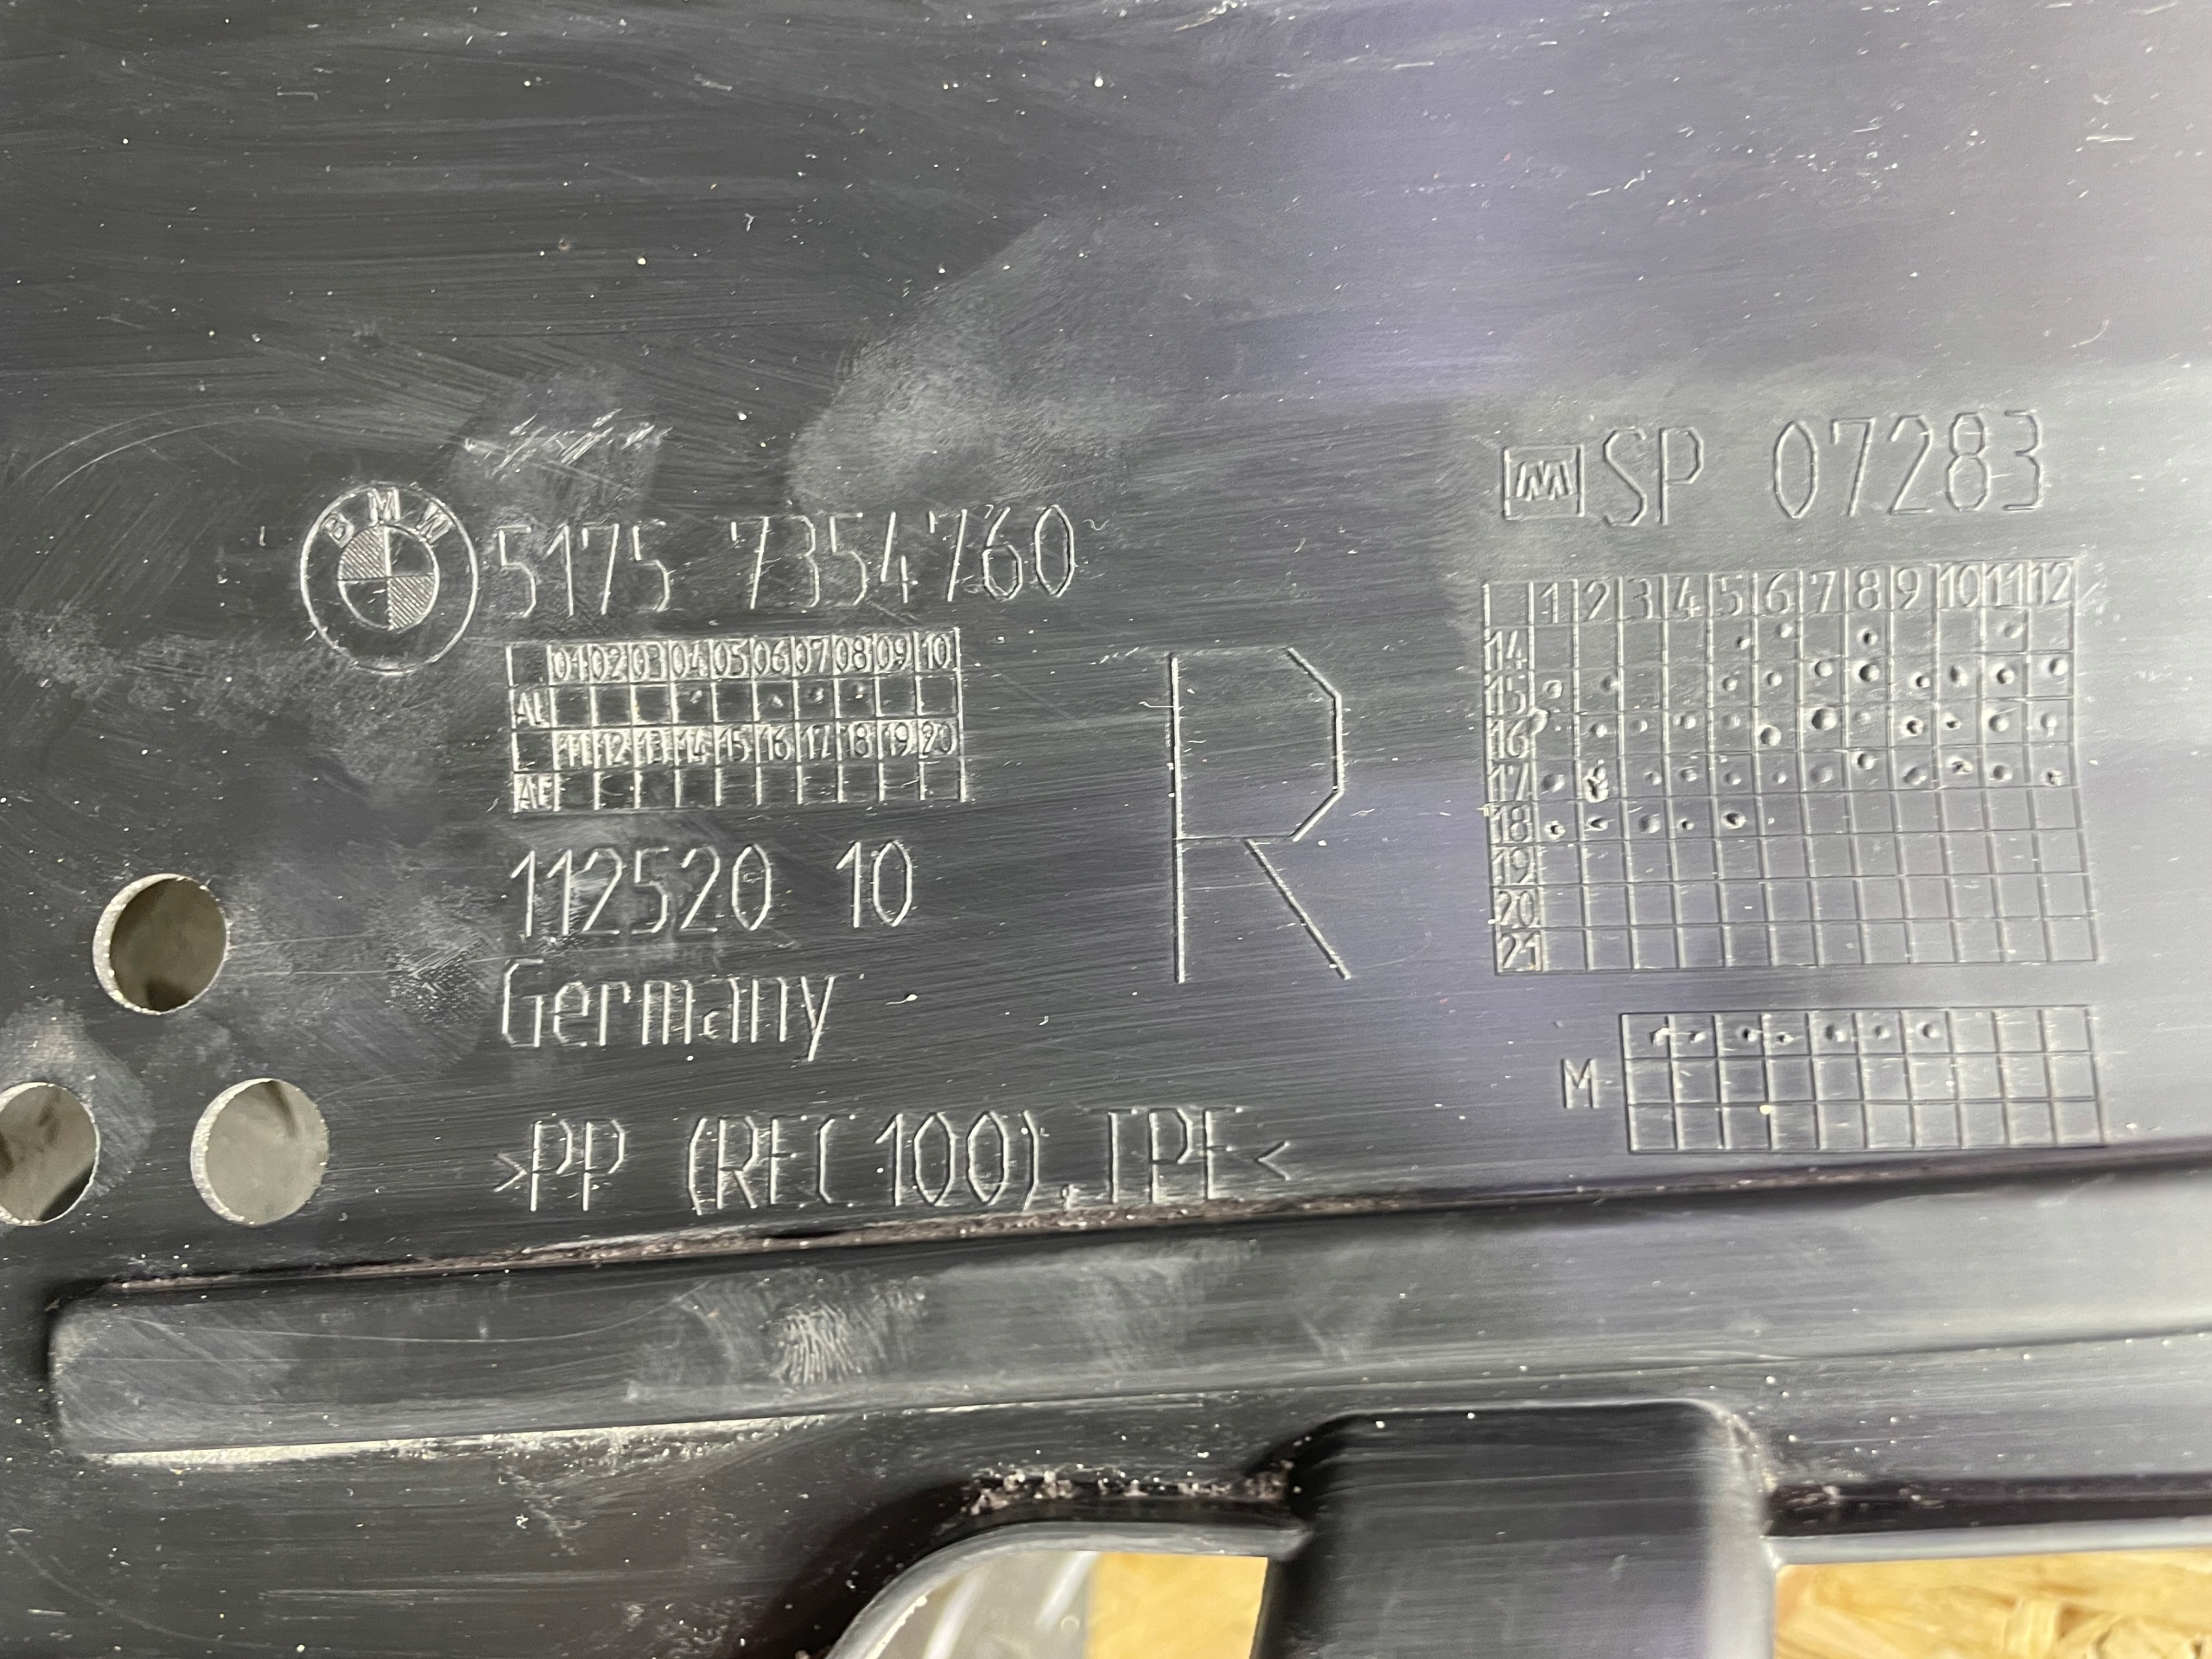 BMW 5175 7354760
01 02 03 04 05 06 07 08 09 10
AE
11 12 13 14 15 16 17 18 19 20
AE
112520 10
Germany
>PP (REC 100),TPE<
R
SP 07283
1 2 3 4 5 6 7 8 9 10 11 12
14
15
16
17
18
19
20
21
M